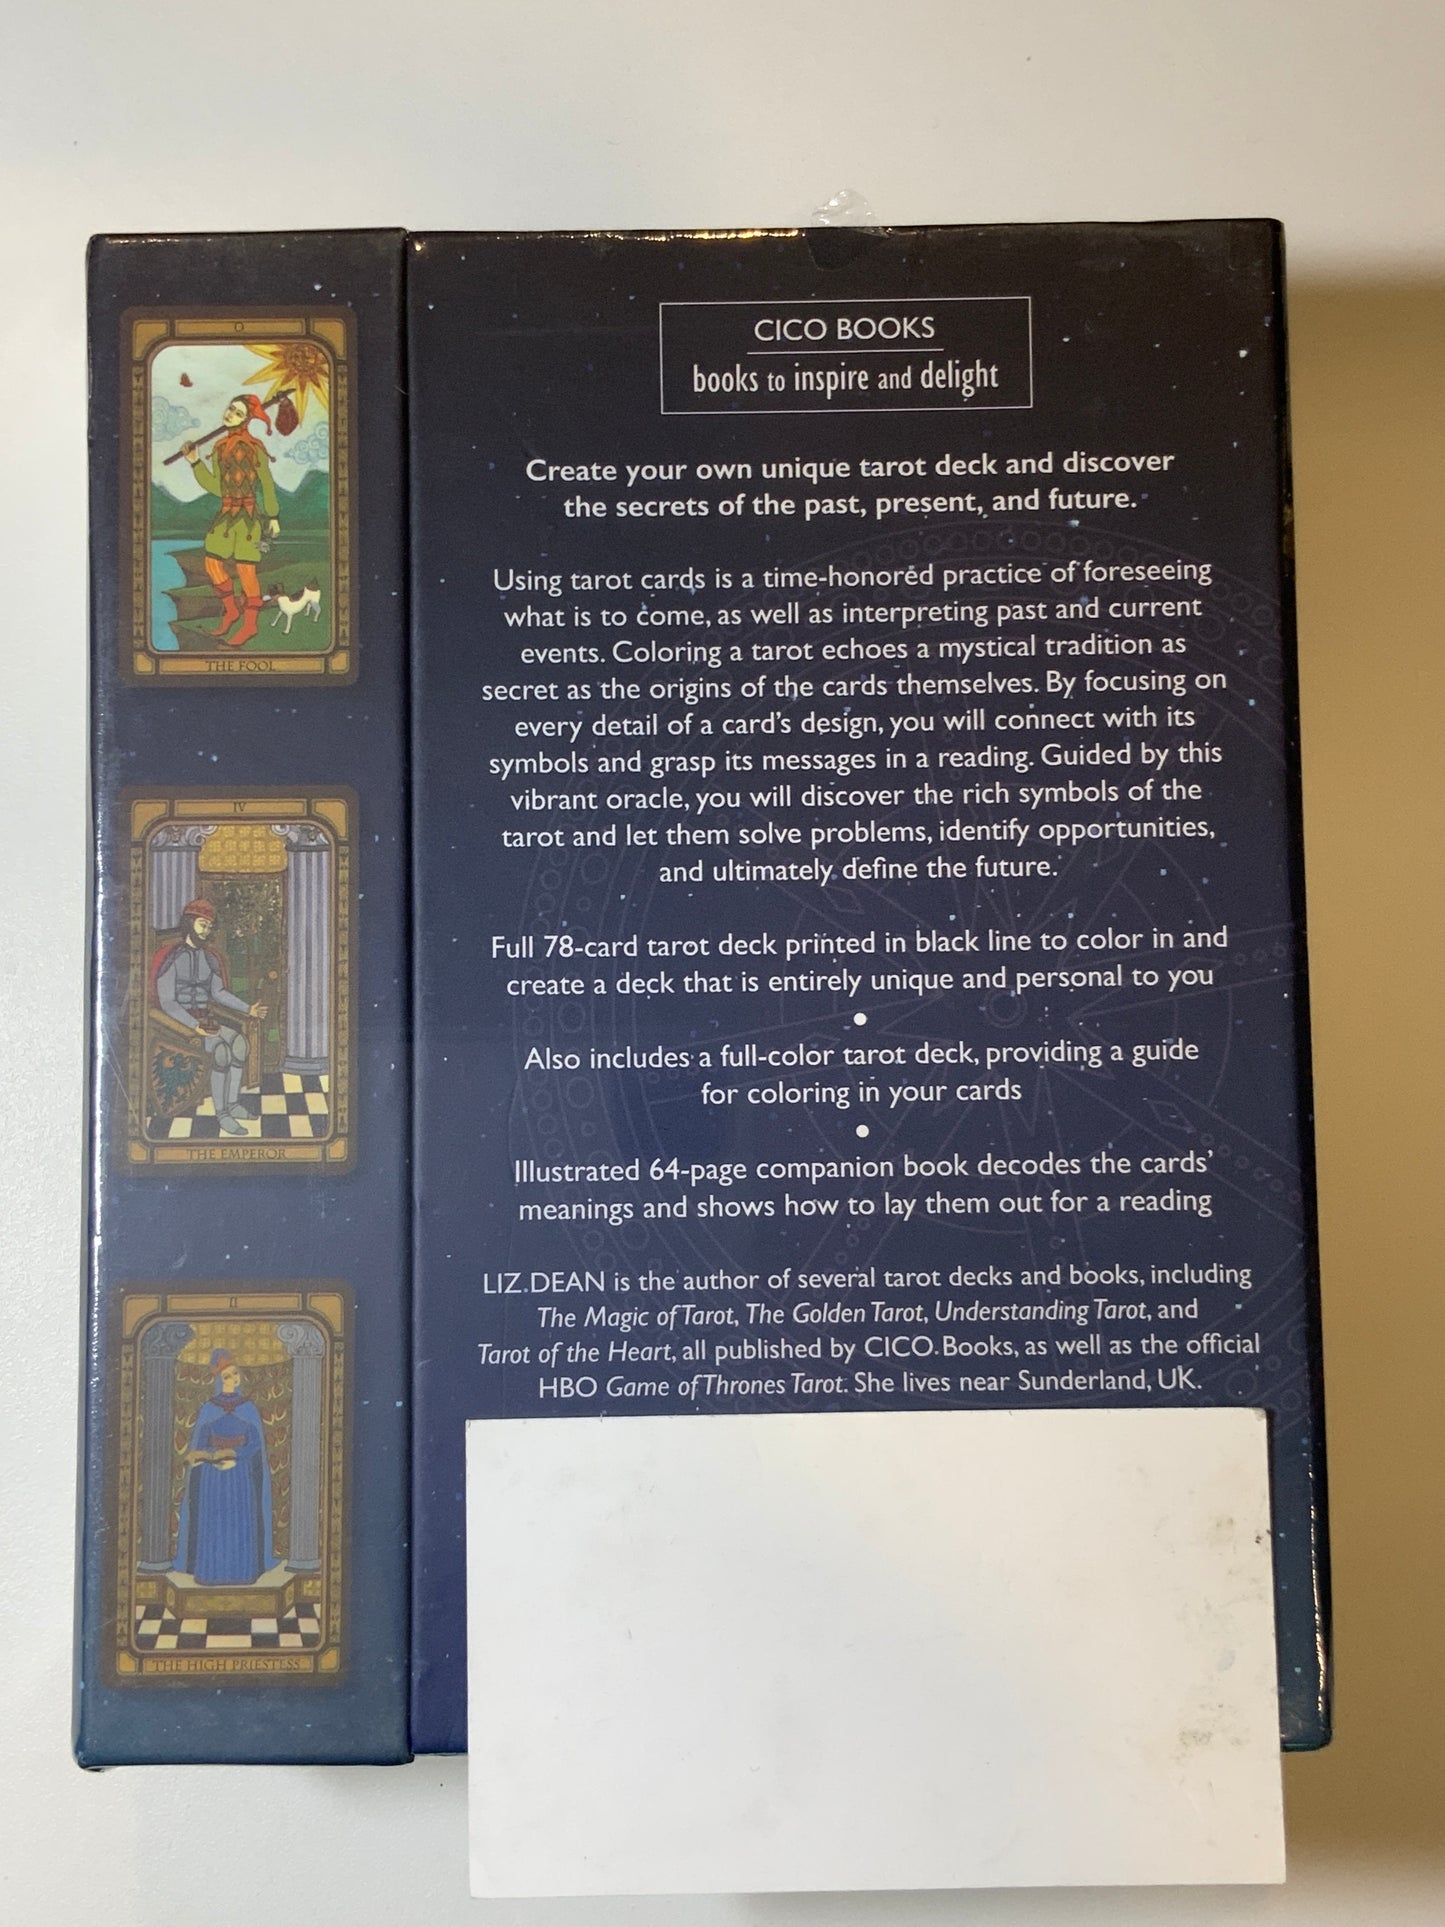 O
THE FOOL
IV
THE EMPEROR
II
THE HIGH PRIESTESS
CICO BOOKS
books to inspire and delight
Create your own unique tarot deck and discover
the secrets of the past, present, and future.
Using tarot cards is a time-honored practice of foreseeing
what is to come, as well as interpreting past and current
events. Coloring a tarot echoes a mystical tradition as
secret as the origins of the cards themselves. By focusing on
every detail of a card's design, you will connect with its
symbols and grasp its messages in a reading. Guided by this
vibrant oracle, you will discover the rich symbols of the
tarot and let them solve problems, identify opportunities,
and ultimately define the future.
Full 78-card tarot deck printed in black line to color in and
create a deck that is entirely unique and personal to you
•
Also includes a full-color tarot deck, providing a guide
for coloring in your cards
•
Illustrated 64-page companion book decodes the cards'
meanings and shows how to lay them out for a reading
LIZ DEAN is the author of several tarot decks and books, including
The Magic of Tarot, The Golden Tarot, Understanding Tarot, and
Tarot of the Heart, all published by CICO Books, as well as the official
HBO Game of Thrones Tarot. She lives near Sunderland, UK.